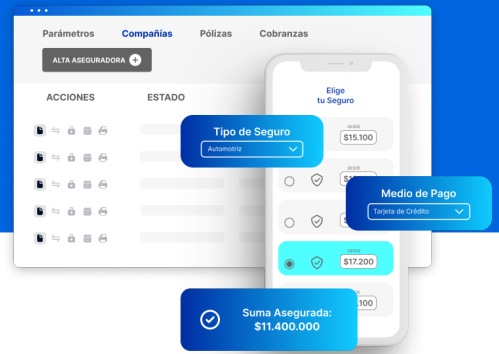 Parámetros Compañías Pólizas Cobranzas
ALTA ASEGURADORA
ACCIONES ESTADO
Elige
tu Seguro
DESDE
$15.100
Tipo de Seguro
Automotriz
DESDE
Medio de Pago
Tarjeta de Crédito
DESDE
$17.200
Suma Asegurada:
$11.400.000